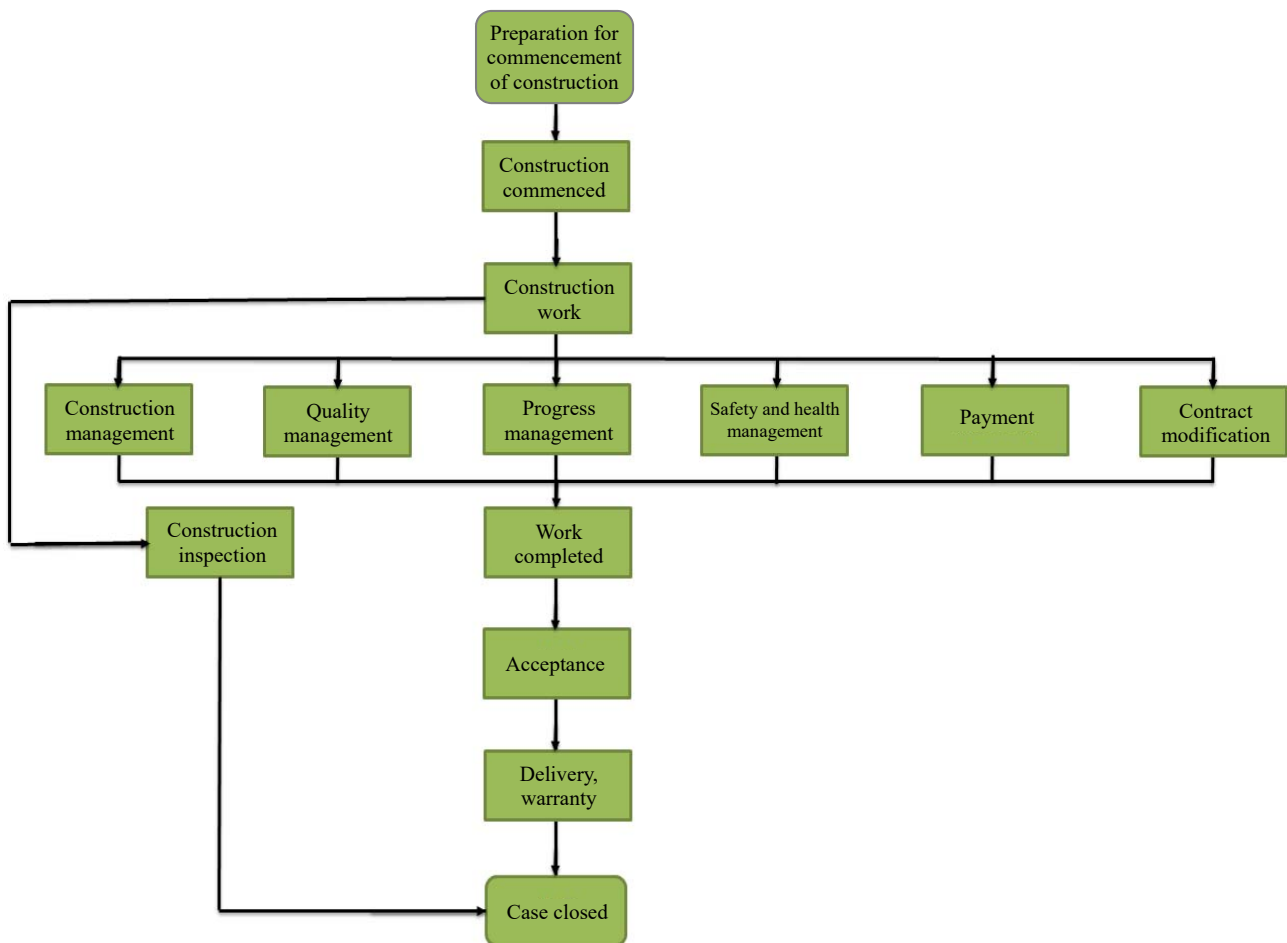 Preparation for
commencement
of construction
Construction
commenced
Construction
work
Construction
management
Quality
management
Progress
management
Safety and health
management
Payment
Contract
modification
Construction
inspection
Work
completed
Acceptance
Delivery,
warranty
Case closed